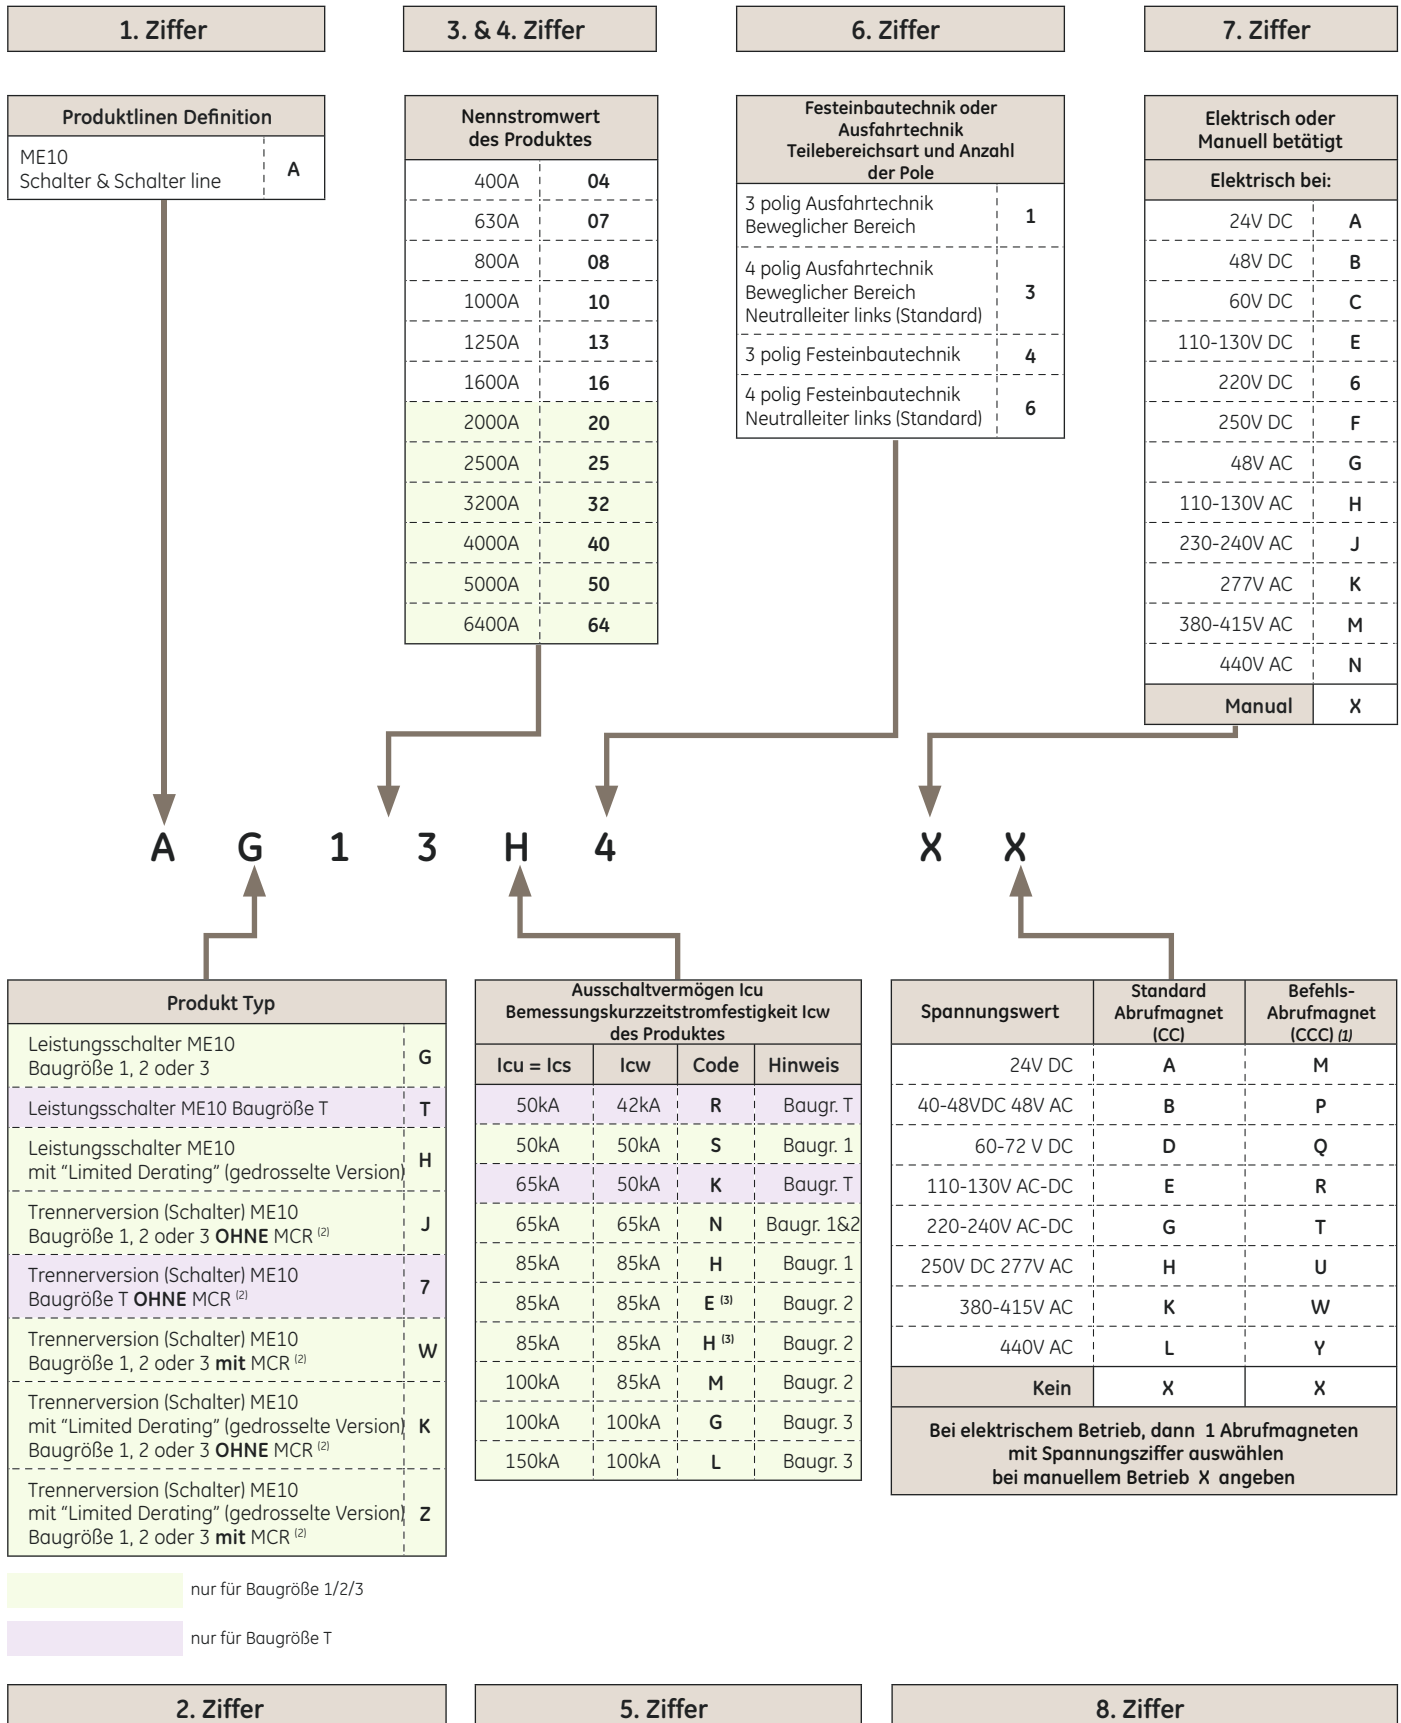 1. Ziffer
3. & 4. Ziffer
6. Ziffer
7. Ziffer
Produktlinen Definition
ME10
Schalter & Schalter line
A
Nennstromwert
des Produktes
400A 04
630A 07
800A 08
1000A 10
1250A 13
1600A 16
2000A 20
2500A 25
3200A 32
4000A 40
5000A 50
6400A 64
Festeinbautechnik oder
Ausfahrtechnik
Teilebereichsart und Anzahl
der Pole
3 polig Ausfahrtechnik
Beweglicher Bereich
1
4 polig Ausfahrtechnik
Beweglicher Bereich
Neutralleiter links (Standard)
3
3 polig Festeinbautechnik 4
4 polig Festeinbautechnik
Neutralleiter links (Standard)
6
Elektrisch oder
Manuell betätigt
Elektrisch bei:
24V DC A
48V DC B
60V DC C
110-130V DC E
220V DC 6
250V DC F
48V AC G
110-130V AC H
230-240V AC J
277V AC K
380-415V AC M
440V AC N
Manual X
A G 1 3 H 4 X X
Produkt Typ
Leistungsschalter ME10
Baugröße 1, 2 oder 3
G
Leistungsschalter ME10 Baugröße T T
Leistungsschalter ME10
mit “Limited Derating” (gedrosselte Version)
H
Trennerversion (Schalter) ME10
Baugröße 1, 2 oder 3 OHNE MCR (2)
J
Trennerversion (Schalter) ME10
Baugröße T OHNE MCR (2)
7
Trennerversion (Schalter) ME10
Baugröße 1, 2 oder 3 mit MCR (2)
W
Trennerversion (Schalter) ME10
mit “Limited Derating” (gedrosselte Version)
Baugröße 1, 2 oder 3 OHNE MCR (2)
K
Trennerversion (Schalter) ME10
mit “Limited Derating” (gedrosselte Version)
Baugröße 1, 2 oder 3 mit MCR (2)
Z
Ausschaltvermögen Icu
Bemessungskurzzeitstromfestigkeit Icw
des Produktes
Icu = Ics Icw Code Hinweis
50kA 42kA R Baugr. T
50kA 50kA S Baugr. 1
65kA 50kA K Baugr. T
65kA 65kA N Baugr. 1&2
85kA 85kA H Baugr. 1
85kA 85kA E (3) Baugr. 2
85kA 85kA H (3) Baugr. 2
100kA 85kA M Baugr. 2
100kA 100kA G Baugr. 3
150kA 100kA L Baugr. 3
Spannungswert
Standard
Abrufmagnet
(CC)
Befehls-
Abrufmagnet
(CCC) (1)
24V DC A M
40-48VDC 48V AC B P
60-72 V DC D Q
110-130V AC-DC E R
220-240V AC-DC G T
250V DC 277V AC H U
380-415V AC K W
440V AC L Y
Kein X X
Bei elektrischem Betrieb, dann 1 Abrufmagneten
mit Spannungsziffer auswählen
bei manuellem Betrieb X angeben
nur für Baugröße 1/2/3
nur für Baugröße T
2. Ziffer
5. Ziffer
8. Ziffer